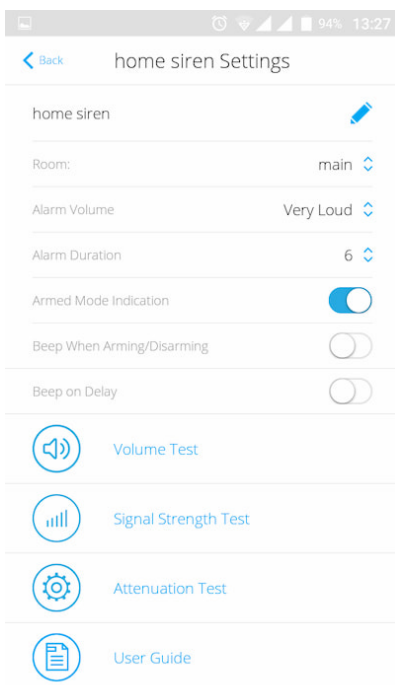 94% 13:27
Back home siren Settings
home siren
Room: main
Alarm Volume Very Loud
Alarm Duration 6
Armed Mode Indication
Beep When Arming/Disarming
Beep on Delay
Volume Test
Signal Strength Test
Attenuation Test
User Guide